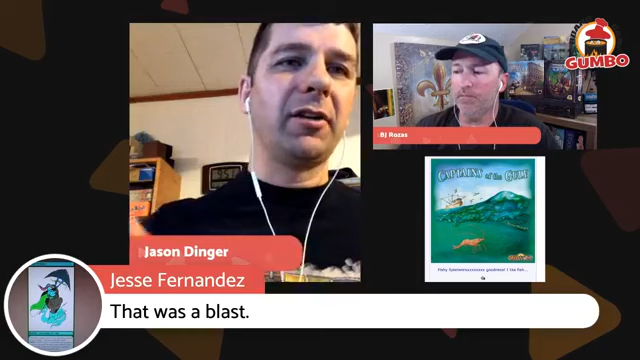 GUMBO
BJ Rozas
CAPTAINS of the GULF
Jason Dinger
Jesse Fernandez
That was a blast.